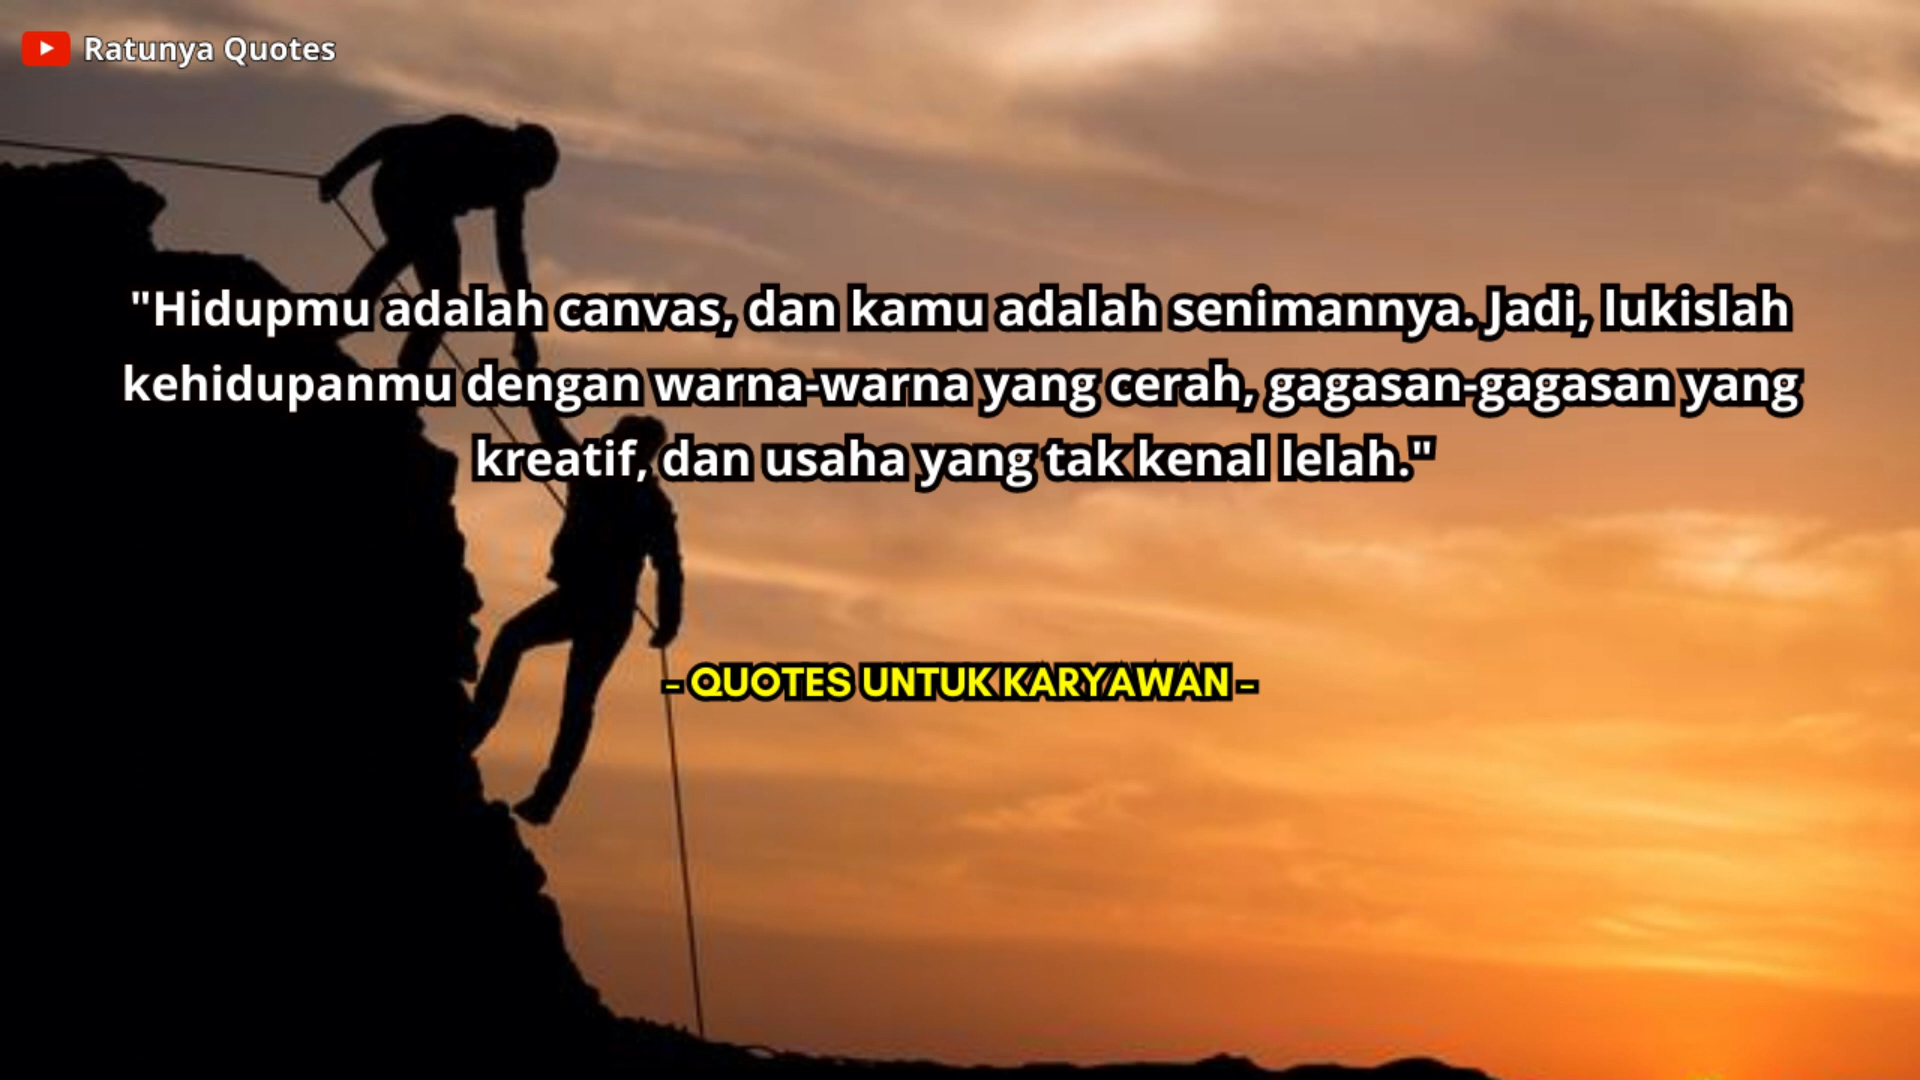 Ratunya Quotes
"Hidupmu adalah canvas, dan kamu adalah senimannya. Jadi, lukislah
kehidupanmu dengan warna-warna yang cerah, gagasan-gagasan yang
kreatif, dan usaha yang tak kenal lelah."
- QUOTES UNTUK KARYAWAN -